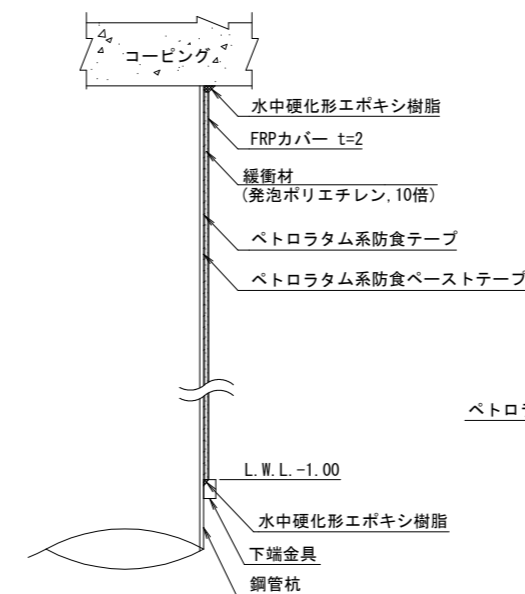 コーピング
水中硬化形エポキシ樹脂
FRPカバー t=2
緩衝材
(発泡ポリエチレン,10倍)
ペトロラタム系防食テープ
ペトロラタム系防食ペーストテープ
ペトロラ
L.W.L.-1.00
水中硬化形エポキシ樹脂
下端金具
鋼管杭